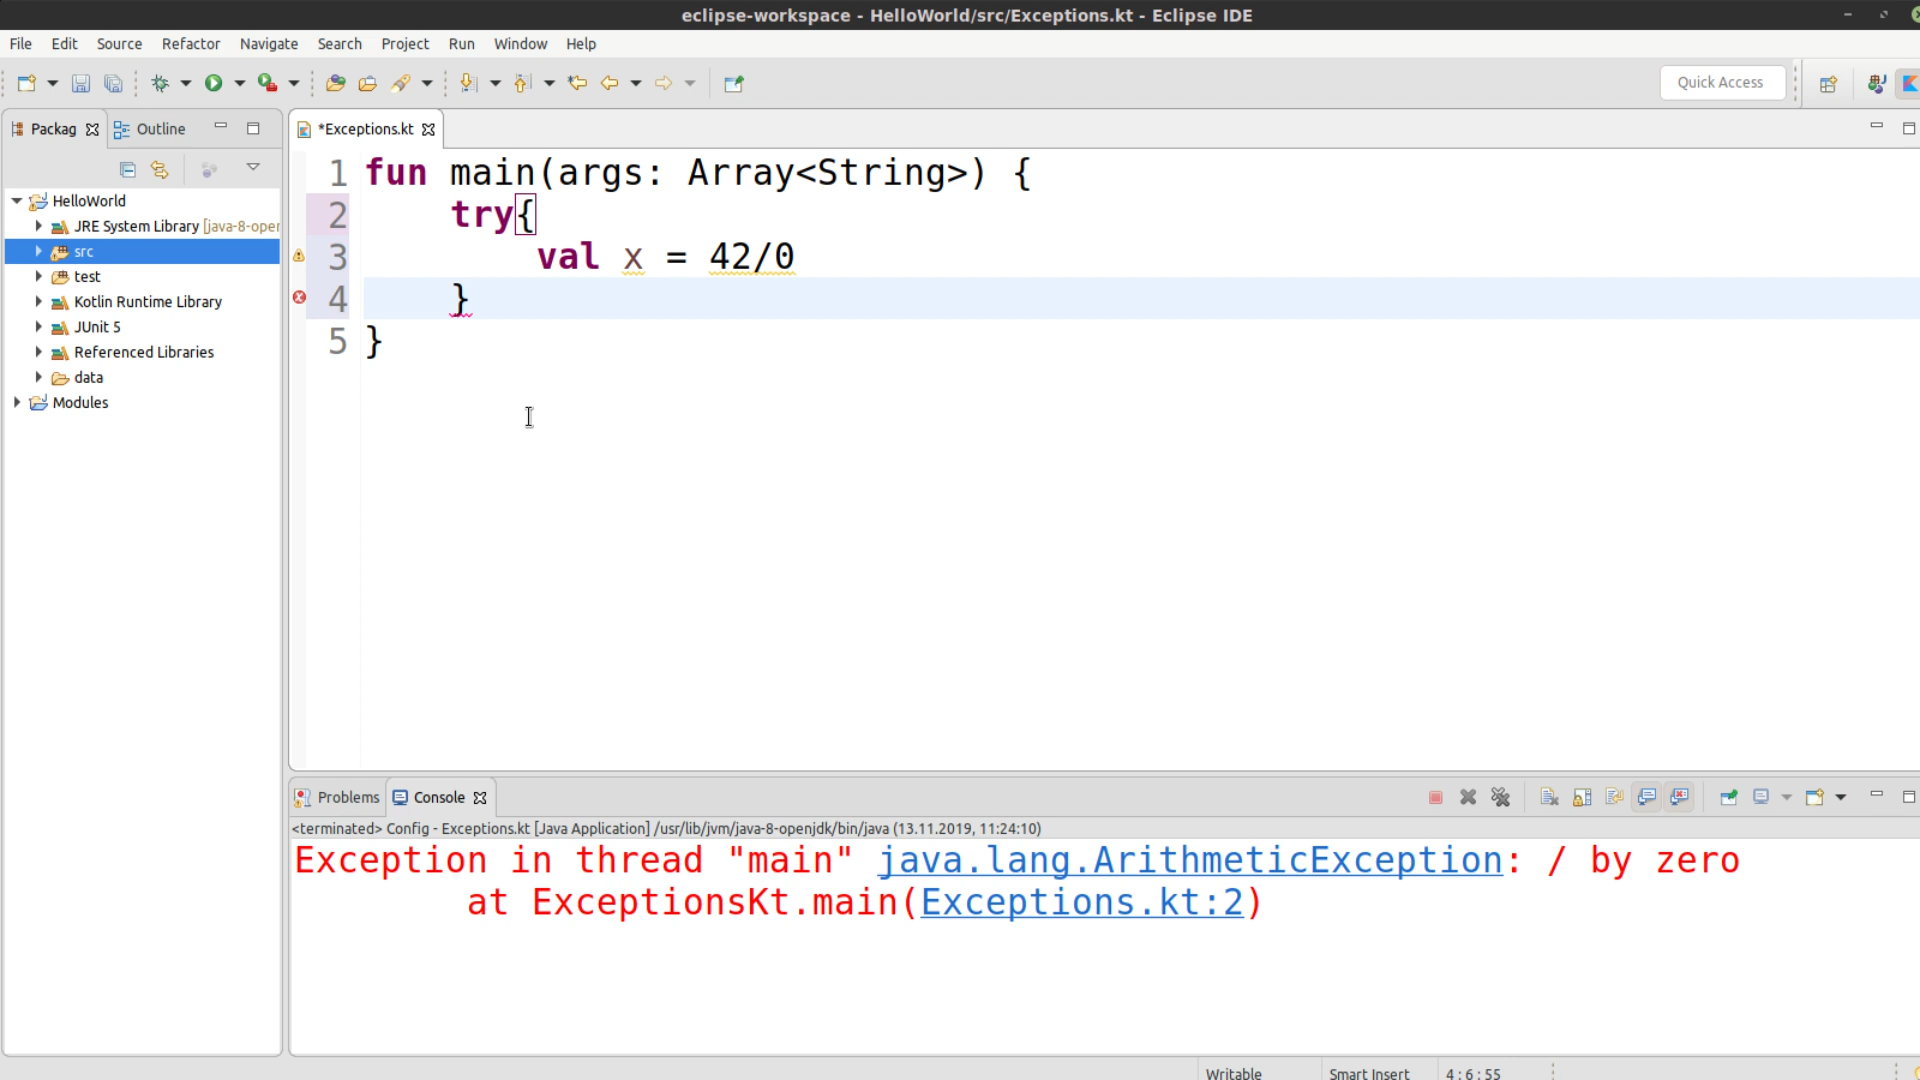 eclipse-workspace - HelloWorld/src/Exceptions.kt - Eclipse IDE
File Edit Source Refactor Navigate Search Project Run Window Help
Quick Access
Packag Outline
*Exceptions.kt
HelloWorld
JRE System Library [java-8-oper
src
test
Kotlin Runtime Library
JUnit 5
Referenced Libraries
data
Modules
1 fun main(args: Array<String>) {
2 try{
3 val x = 42/0
4 }
5 }
Problems Console
<terminated> Config - Exceptions.kt [Java Application] /usr/lib/jvm/java-8-openjdk/bin/java (13.11.2019, 11:24:10)
Exception in thread "main" java.lang.ArithmeticException: / by zero
at ExceptionsKt.main(Exceptions.kt:2)
Writable Smart Insert 4 : 6 : 55